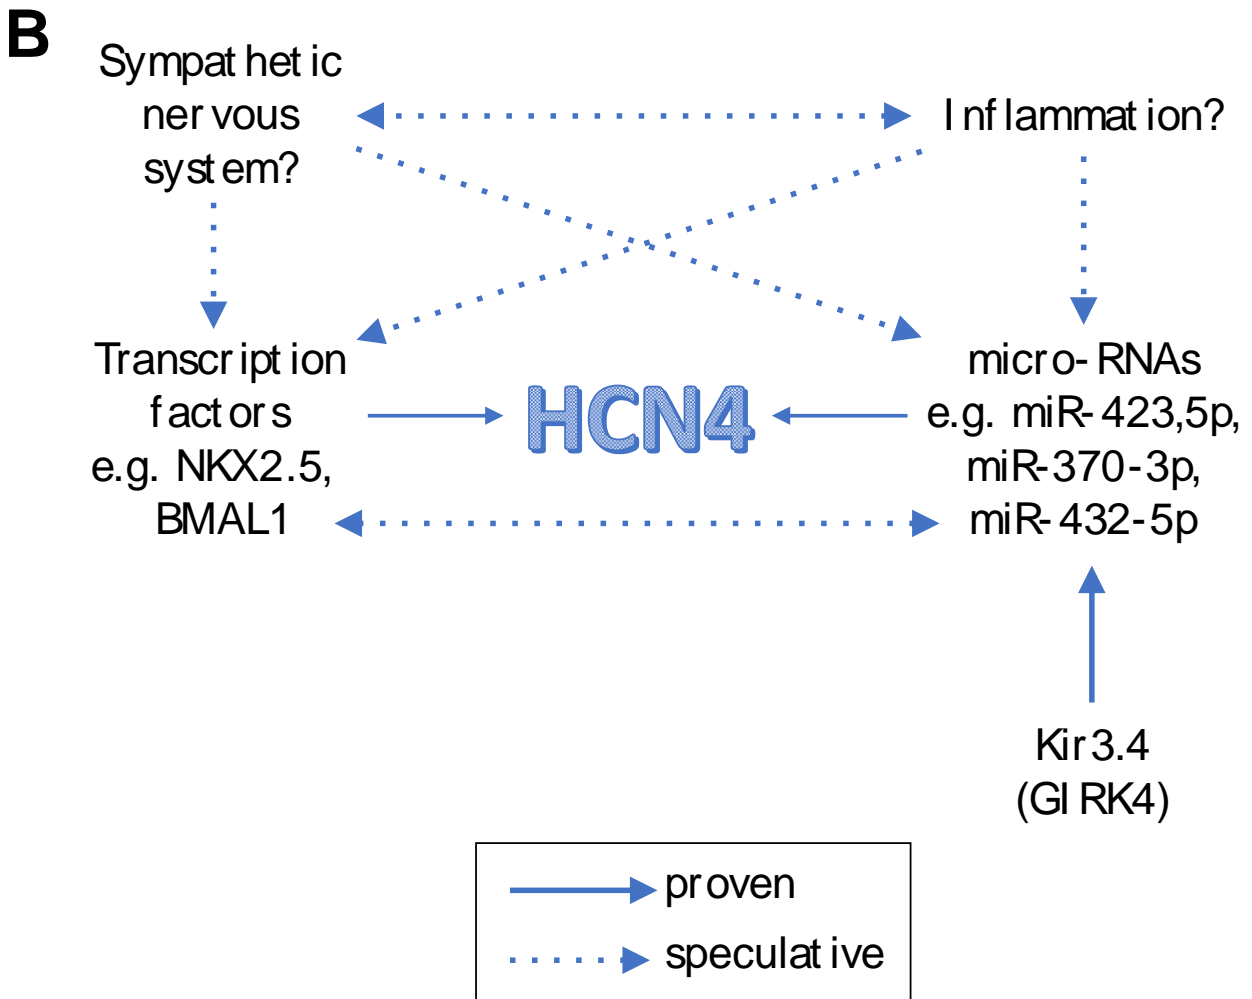 B
Sympathetic
nervous
system?
Inflammation?
Transcription
factors
e.g. NKX2.5,
BMAL1
HCN4
micro-RNAs
e.g. miR-423,5p,
miR-370-3p,
miR-432-5p
Kir3.4
(GIRK4)
proven
speculative